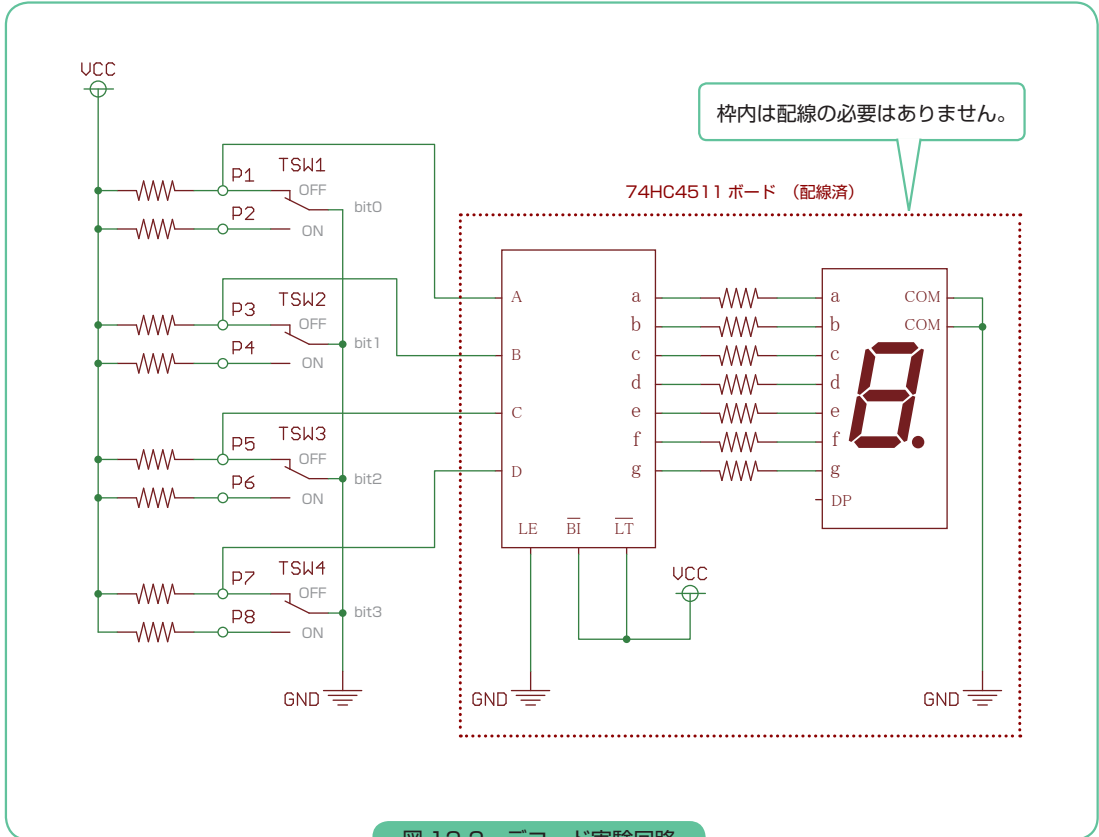 VCC
枠内は配線の必要はありません。
74HC4511 ボード （配線済）
P1
TSW1
OFF
bit0
P2
ON
P3
TSW2
OFF
bit1
P4
ON
P5
TSW3
OFF
bit2
P6
ON
P7
TSW4
OFF
bit3
P8
ON
GND
A
B
C
D
a
b
c
d
e
f
g
LE
BI
LT
VCC
GND
a
b
c
d
e
f
g
DP
COM
COM
GND